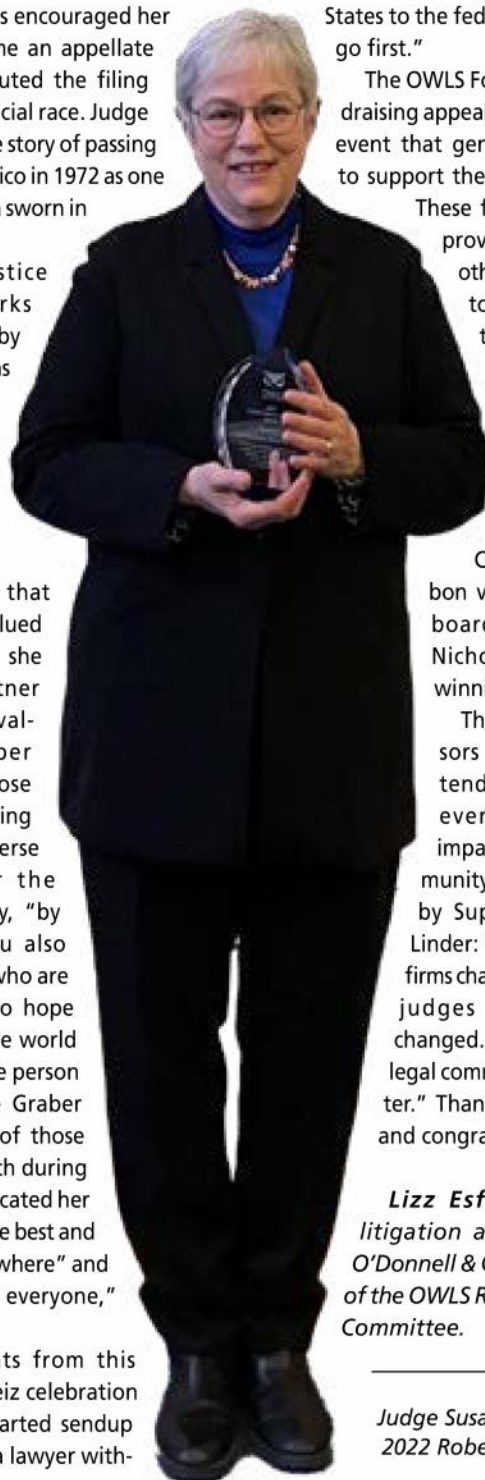 s encouraged her
me an appellate
uted the filing
cial race. Judge
e story of passing
ico in 1972 as one
n sworn in
stice
rks
by
as
that
lued
she
tner
val-
ber
ose
ing
erse
r the
y, “by
u also
who are
o hope
e world
e person
e Graber
of those
th during
cated her
e best and
where” and
everyone,”
ts from this
eiz celebration
arted sendup
a lawyer with-
States to the fed
go first.”
The OWLS Fo
draising appeal
event that gen
to support the
These f
prov
oth
to
t
C
bon v
board
Nicho
winni
Th
sors
tend
even
impa
munity
by Sup
Linder:
firms cha
judges
changed.
legal comm
ter.” Than
and congra
Lizz Esf
litigation a
O’Donnell & C
of the OWLS R
Committee.
Judge Susa
2022 Robe